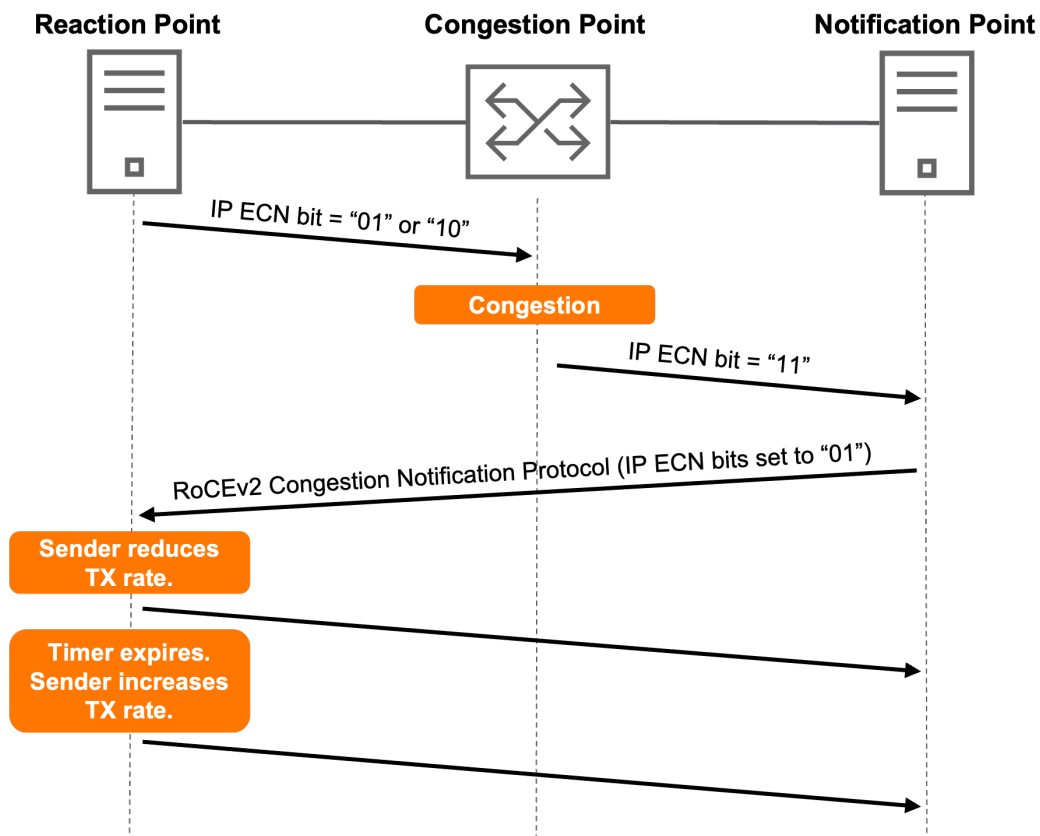 Reaction Point
Congestion Point
Notification Point
IP ECN bit = “01” or “10”
Congestion
IP ECN bit = “11”
RoCEv2 Congestion Notification Protocol (IP ECN bits set to “01”)
Sender reduces
TX rate.
Timer expires.
Sender increases
TX rate.